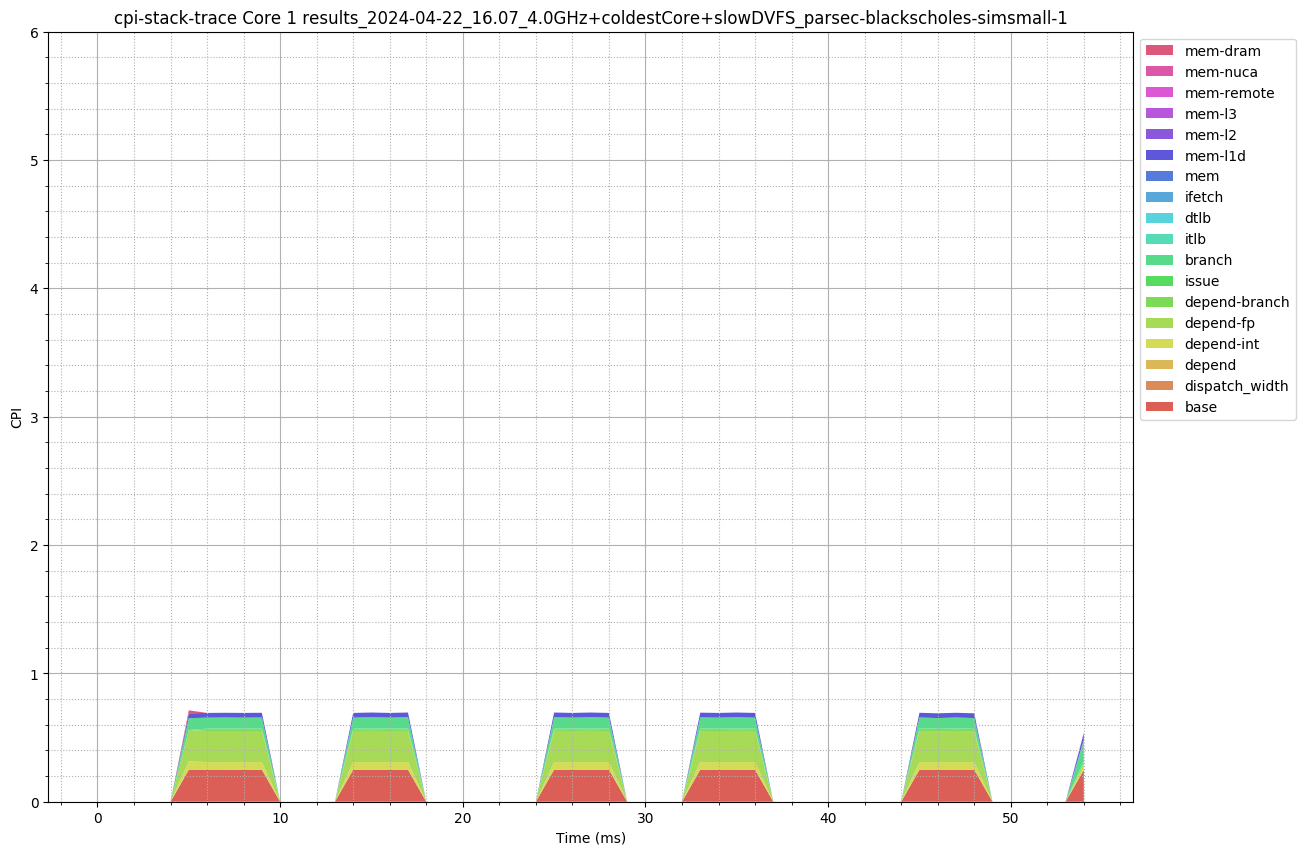 cpi-stack-trace Core 1 results_2024-04-22_16.07_4.0GHz+coldestCore+slowDVFS_parsec-blackscholes-simsmall-1
6
5
4
3
2
1
0
CPI
0 10 20 30 40 50
Time (ms)
mem-dram
mem-nuca
mem-remote
mem-l3
mem-l2
mem-l1d
mem
ifetch
dtlb
itlb
branch
issue
depend-branch
depend-fp
depend-int
depend
dispatch_width
base